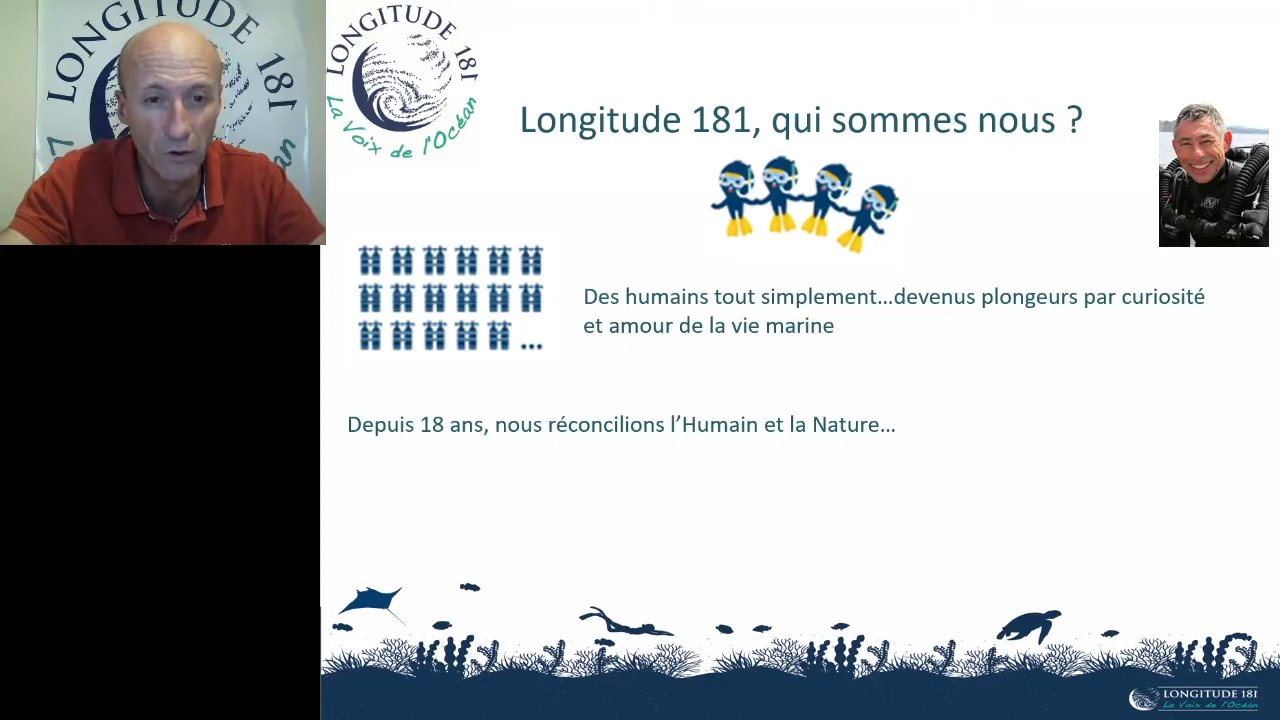 LONGITUDE 181
LONGITUDE 181
La Voix de l'Océan
Longitude 181, qui sommes nous ?
Des humains tout simplement...devenus plongeurs par curiosité
et amour de la vie marine
...
Depuis 18 ans, nous réconcilions l’Humain et la Nature...
LONGITUDE 181
La Voix de l'Océan